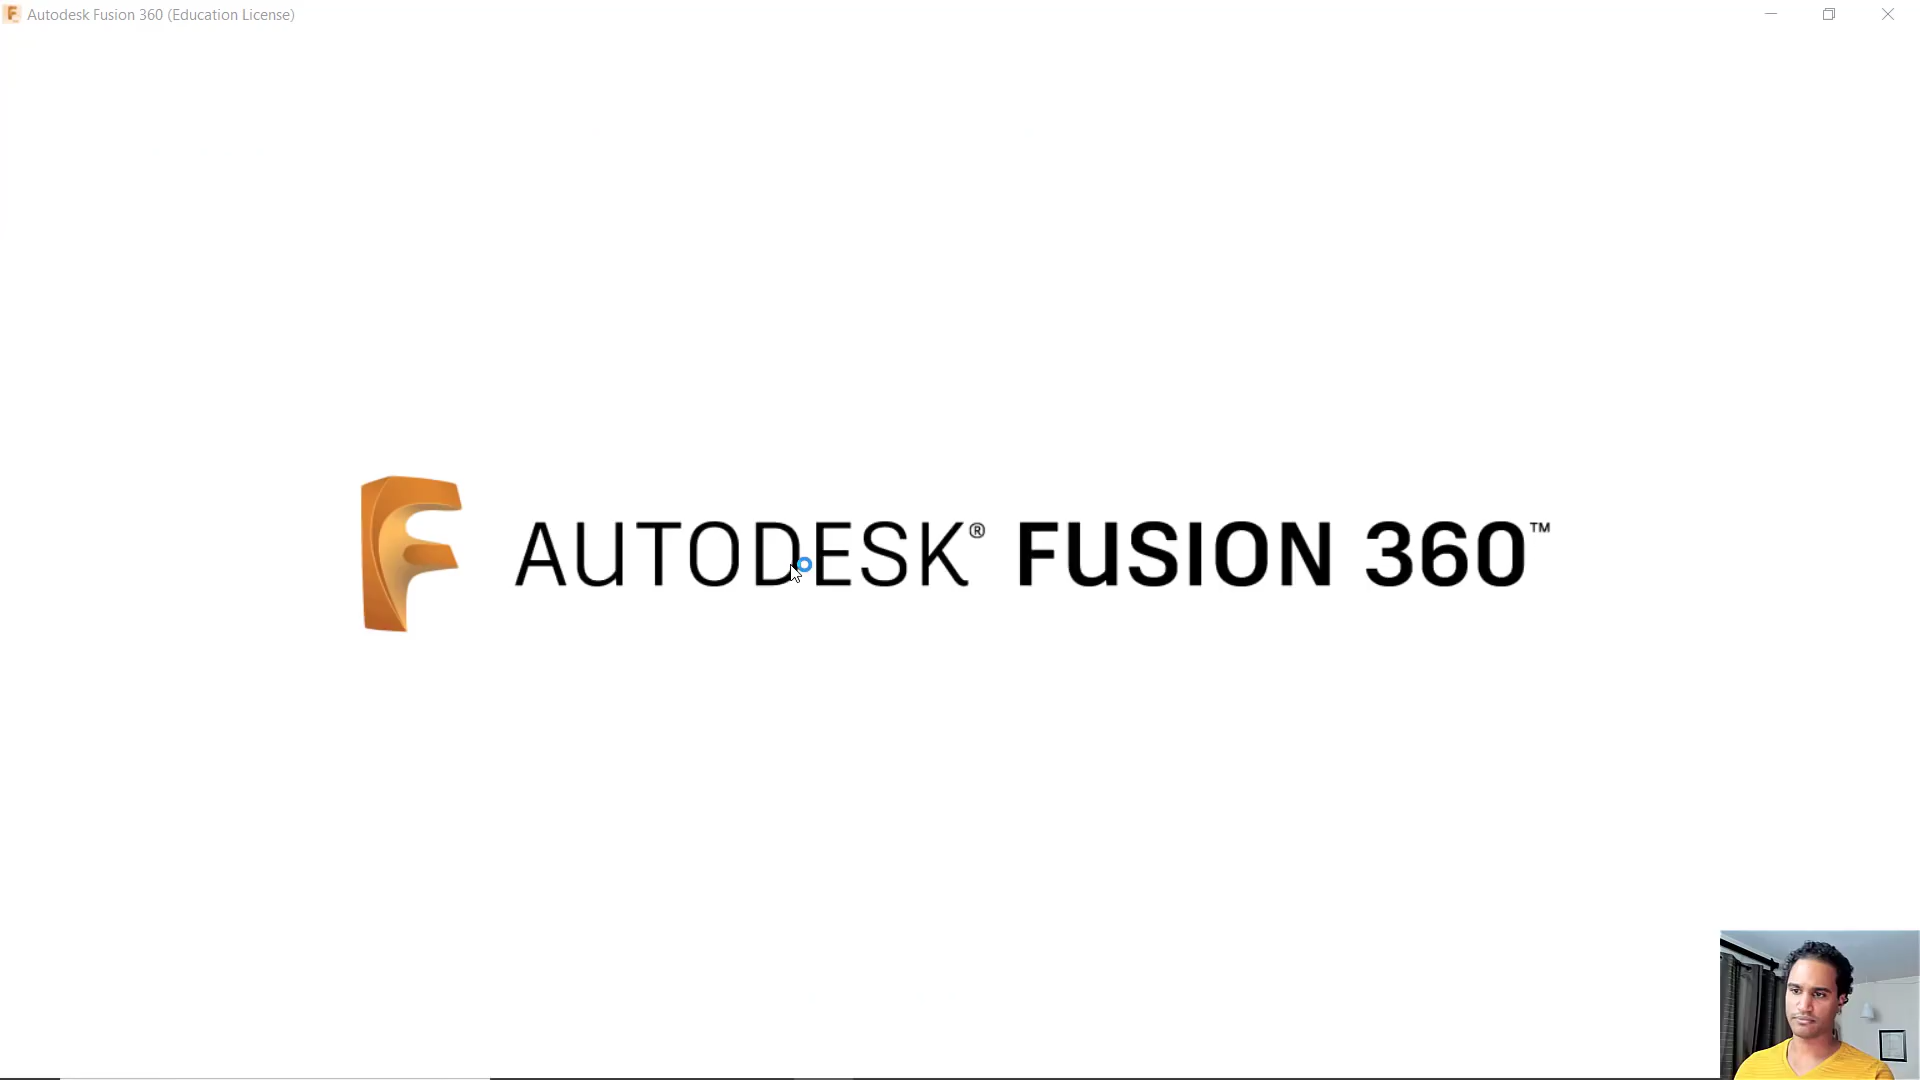 Autodesk Fusion 360 (Education License)
AUTODESK® FUSION 360™